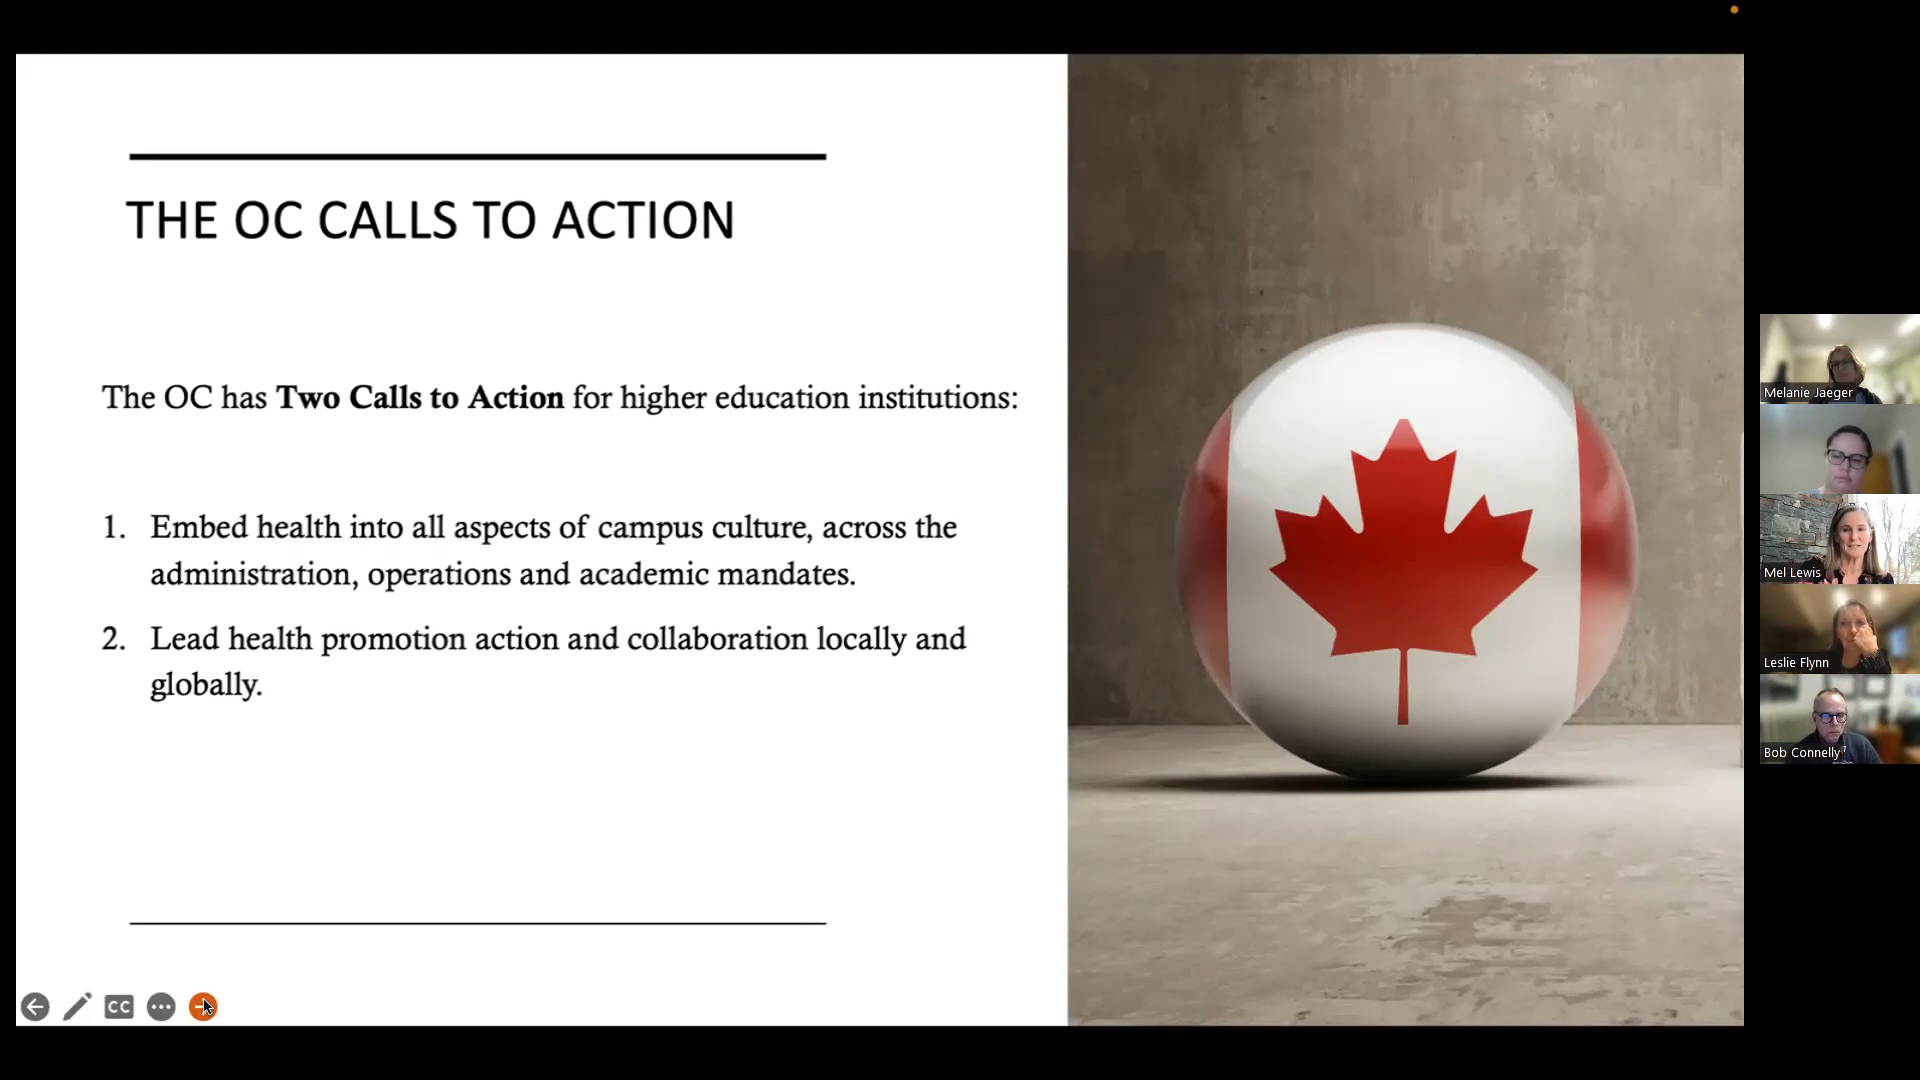 THE OC CALLS TO ACTION
The OC has Two Calls to Action for higher education institutions:
1. Embed health into all aspects of campus culture, across the
administration, operations and academic mandates.
2. Lead health promotion action and collaboration locally and
globally.
CC
Melanie Jaeger
Mel Lewis
Leslie Flynn
Bob Connelly